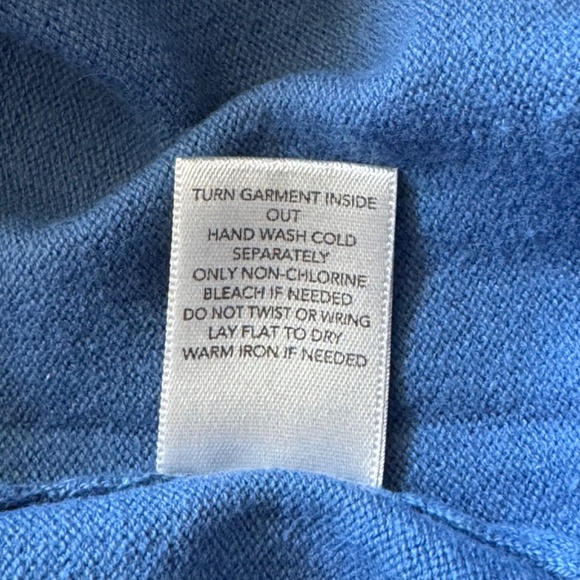 TURN GARMENT INSIDE
OUT
HAND WASH COLD
SEPARATELY
ONLY NON-CHLORINE
BLEACH IF NEEDED
DO NOT TWIST OR WRING
LAY FLAT TO DRY
WARM IRON IF NEEDED